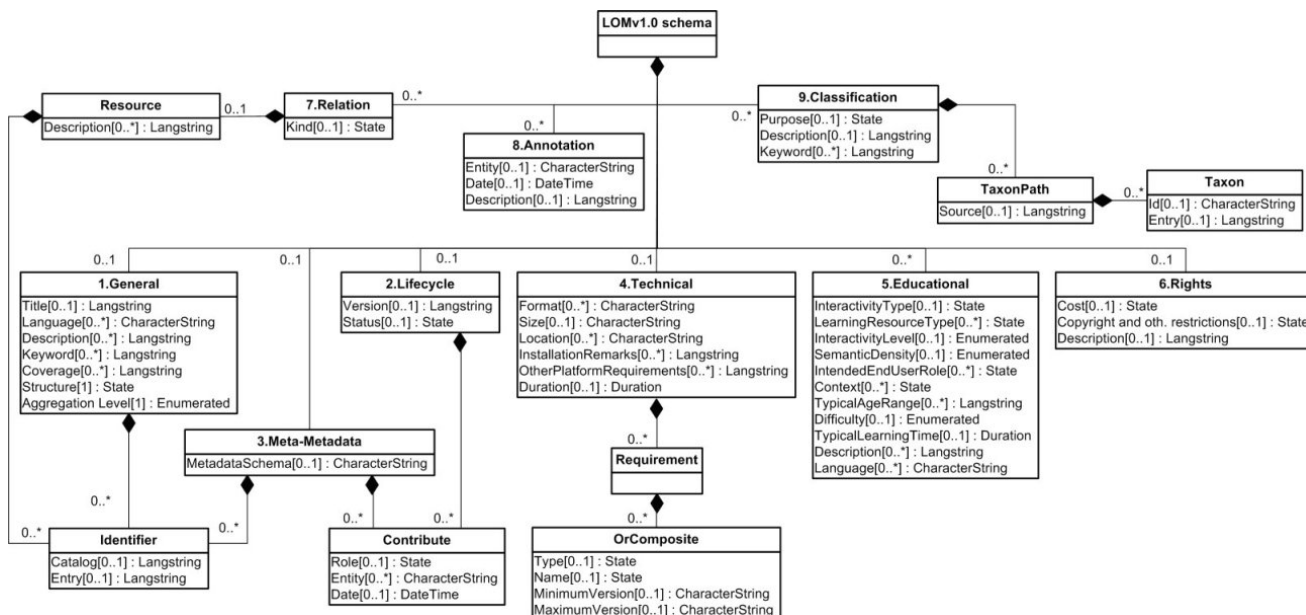 LOMv1.0 schema
Resource
Description[0..*] : Langstring
0..1
7.Relation
Kind[0..1] : State
0..*
0..*
8.Annotation
Entity[0..1] : CharacterString
Date[0..1] : DateTime
Description[0..1] : Langstring
0..*
9.Classification
Purpose[0..1] : State
Description[0..1] : Langstring
Keyword[0..*] : Langstring
0..*
TaxonPath
Source[0..1] : Langstring
0..*
Taxon
Id[0..1] : CharacterString
Entry[0..1] : Langstring
0..1
0..1
0..1
0..1
0..*
0..1
1.General
Title[0..1] : Langstring
Language[0..*] : CharacterString
Description[0..*] : Langstring
Keyword[0..*] : Langstring
Coverage[0..*] : Langstring
Structure[1] : State
Aggregation Level[1] : Enumerated
2.Lifecycle
Version[0..1] : Langstring
Status[0..1] : State
4.Technical
Format[0..*] : CharacterString
Size[0..1] : CharacterString
Location[0..*] : CharacterString
InstallationRemarks[0..*] : Langstring
OtherPlatformRequirements[0..*] : Langstring
Duration[0..1] : Duration
5.Educational
InteractivityType[0..1] : State
LearningResourceType[0..*] : State
InteractivityLevel[0..1] : Enumerated
SemanticDensity[0..1] : Enumerated
IntendedEndUserRole[0..*] : State
Context[0..*] : State
TypicalAgeRange[0..*] : Langstring
Difficulty[0..1] : Enumerated
TypicalLearningTime[0..1] : Duration
Description[0..*] : Langstring
Language[0..*] : CharacterString
6.Rights
Cost[0..1] : State
Copyright and oth. restrictions[0..1] : State
Description[0..1] : Langstring
3.Meta-Metadata
MetadataSchema[0..1] : CharacterString
0..*
Requirement
0..*
0..*
0..*
0..*
0..*
0..*
Identifier
Catalog[0..1] : Langstring
Entry[0..1] : Langstring
Contribute
Role[0..1] : State
Entity[0..*] : CharacterString
Date[0..1] : DateTime
OrComposite
Type[0..1] : State
Name[0..1] : State
MinimumVersion[0..1] : CharacterString
MaximumVersion[0..1] : CharacterString